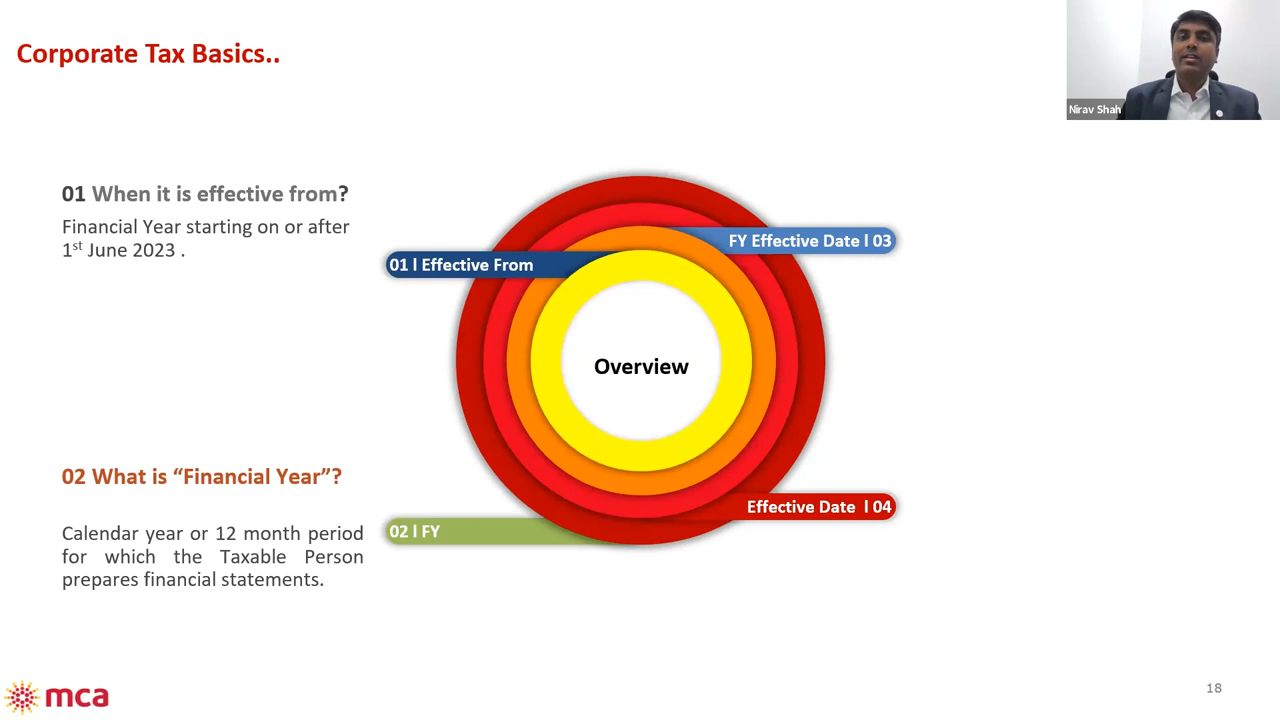 Corporate Tax Basics..
Nirav Shah
01 When it is effective from?
Financial Year starting on or after
1st June 2023 .
FY Effective Date l 03
01 l Effective From
Overview
02 What is “Financial Year”?
Effective Date l 04
02 l FY
Calendar year or 12 month period
for which the Taxable Person
prepares financial statements.
mca
18